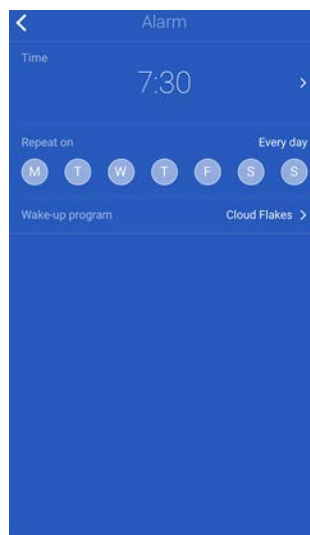 Alarm
Time
7:30
Repeat on Every day
M T W T F S S
Wake-up program Cloud Flakes